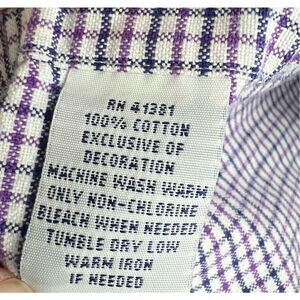 RN 41381
100% COTTON
EXCLUSIVE OF
DECORATION
MACHINE WASH WARM
ONLY NON-CHLORINE
BLEACH WHEN NEEDED
TUMBLE DRY LOW
WARM IRON
IF NEEDED